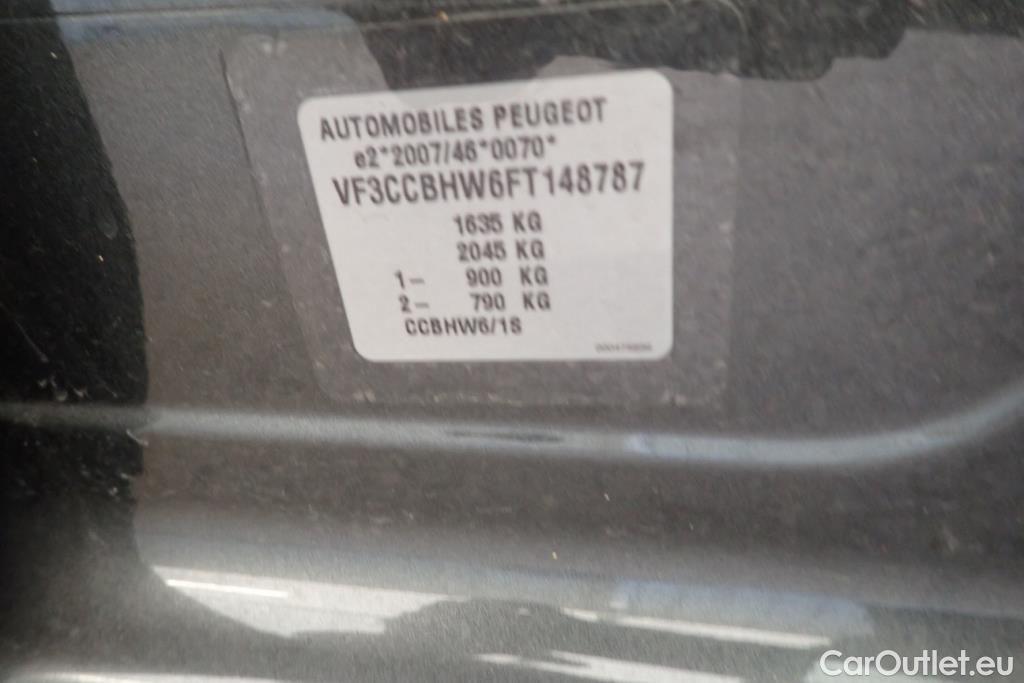 AUTOMOBILES PEUGEOT
e2*2007/46*0070*
VF3CCBHW6FT148787
1635 KG
2045 KG
1- 900 KG
2- 790 KG
CCBHW6/1S
CarOutlet.eu